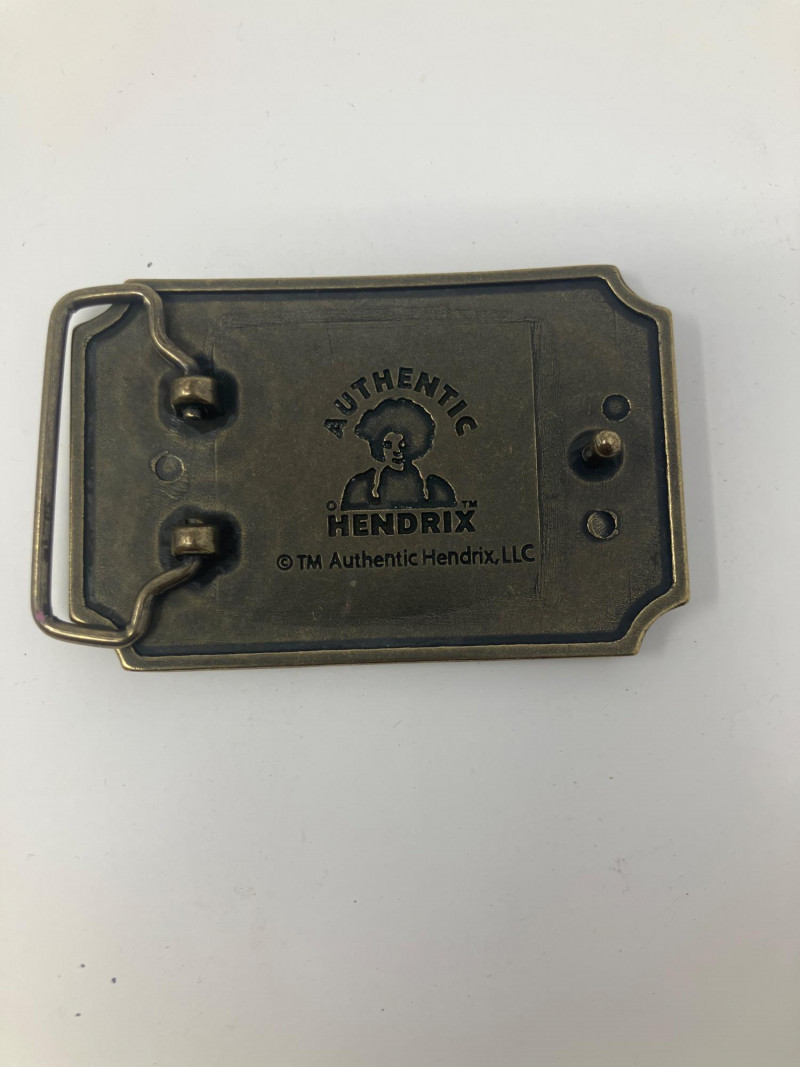 AUTHENTIC
HENDRIX™
© TM Authentic Hendrix, LLC